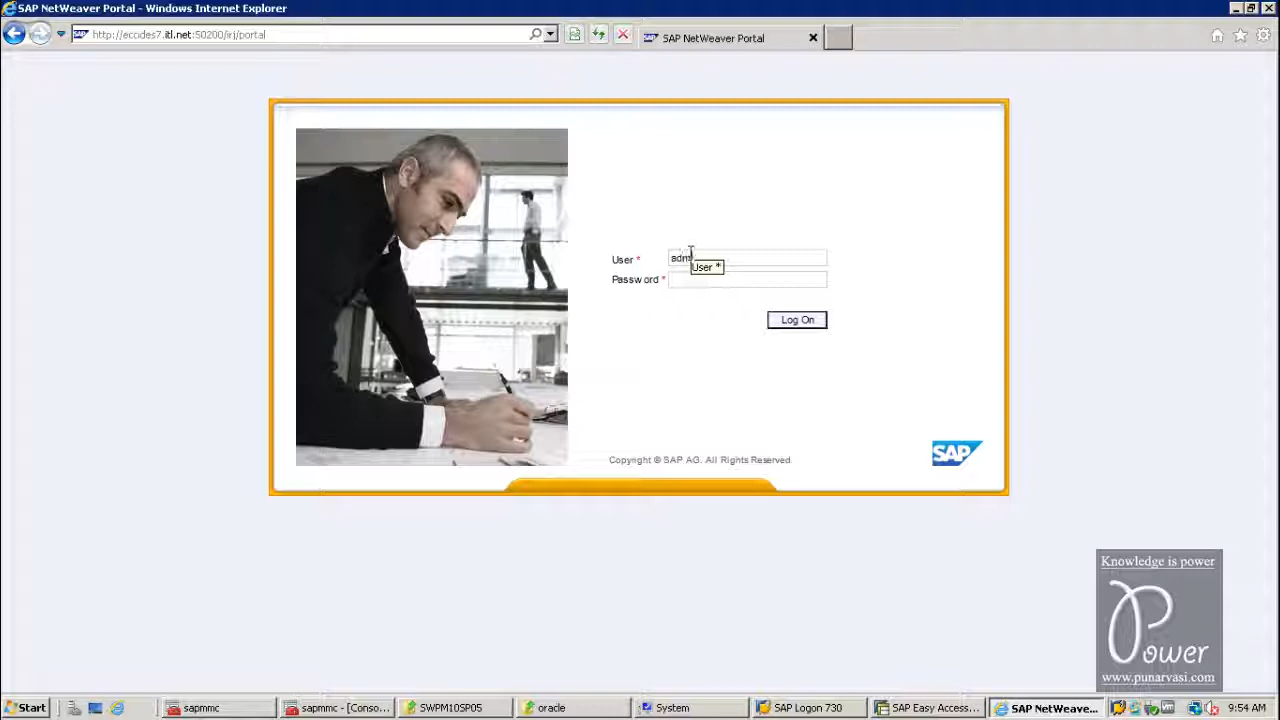 SAP NetWeaver Portal - Windows Internet Explorer
http://eccides7.itl.net:50200/irj/portal
SAP NetWeaver Portal
User *
adm
User *
Password *
Log On
Copyright © SAP AG. All Rights Reserved.
SAP
Knowledge is power
Power
www.punarvasi.com
Start
sapmmc
sapmmc - [Conso...
SWPM10SP05
oracle
System
SAP Logon 730
SAP Easy Access...
SAP NetWeave...
9:54 AM